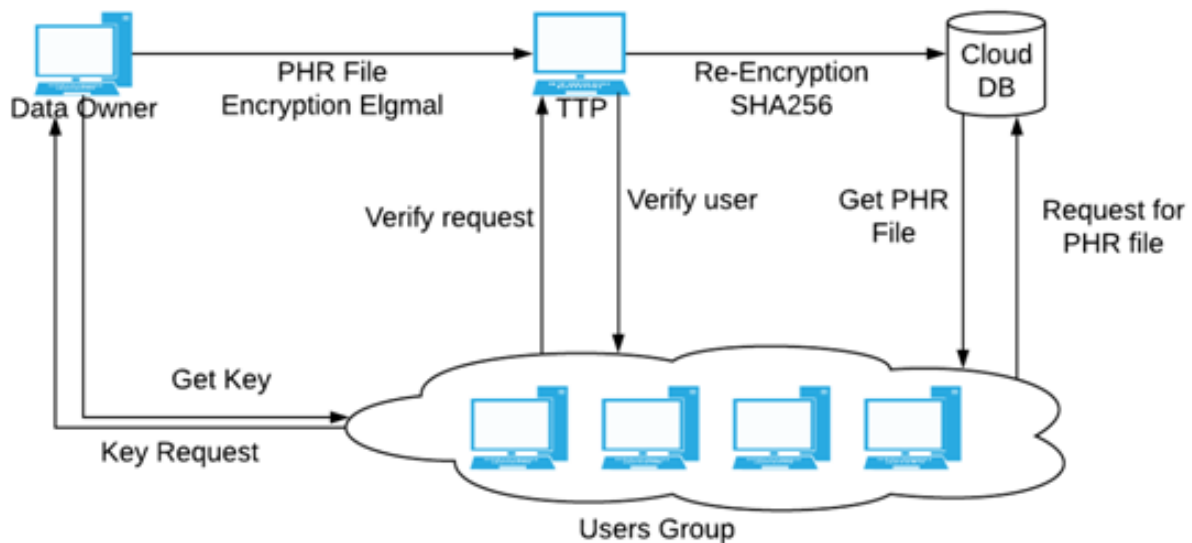 PHR File
Encryption Elgmal
Re-Encryption
SHA256
Cloud
DB
Data Owner
TTP
Verify request
Verify user
Get PHR
File
Request for
PHR file
Get Key
Key Request
Users Group